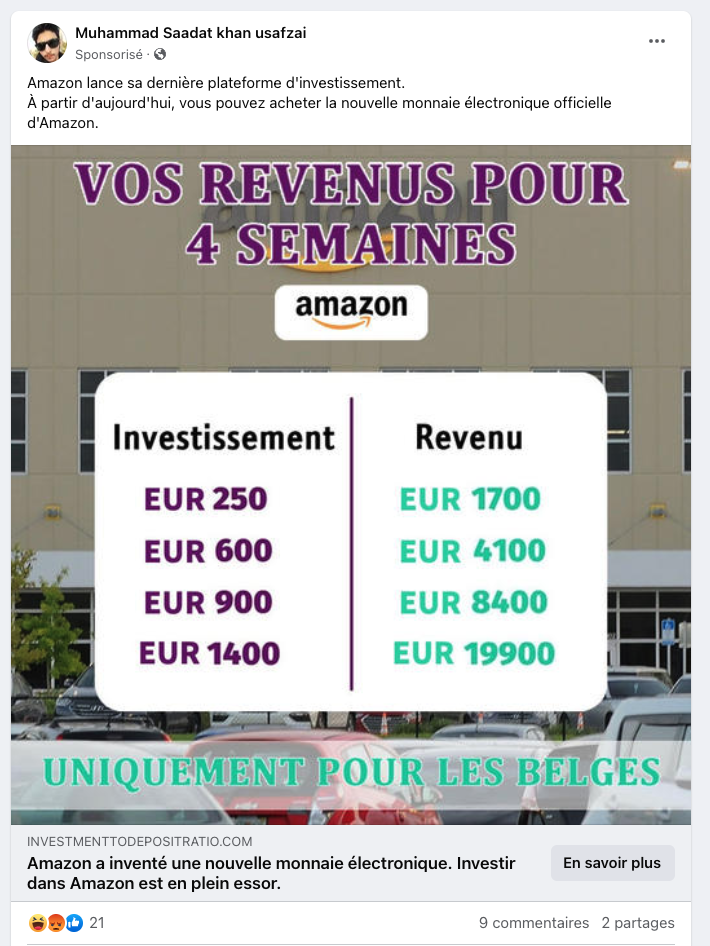 Muhammad Saadat khan usafzai
Sponsorisé ·
Amazon lance sa dernière plateforme d'investissement.
À partir d'aujourd'hui, vous pouvez acheter la nouvelle monnaie électronique officielle
d'Amazon.
amazon
VOS REVENUS POUR
4 SEMAINES
amazon
Investissement Revenu
EUR 250 EUR 1700
EUR 600 EUR 4100
EUR 900 EUR 8400
EUR 1400 EUR 19900
UNIQUEMENT POUR LES BELGES
INVESTMENTTODEPOSITRATIO.COM
Amazon a inventé une nouvelle monnaie électronique. Investir
dans Amazon est en plein essor.
En savoir plus
21
9 commentaires 2 partages